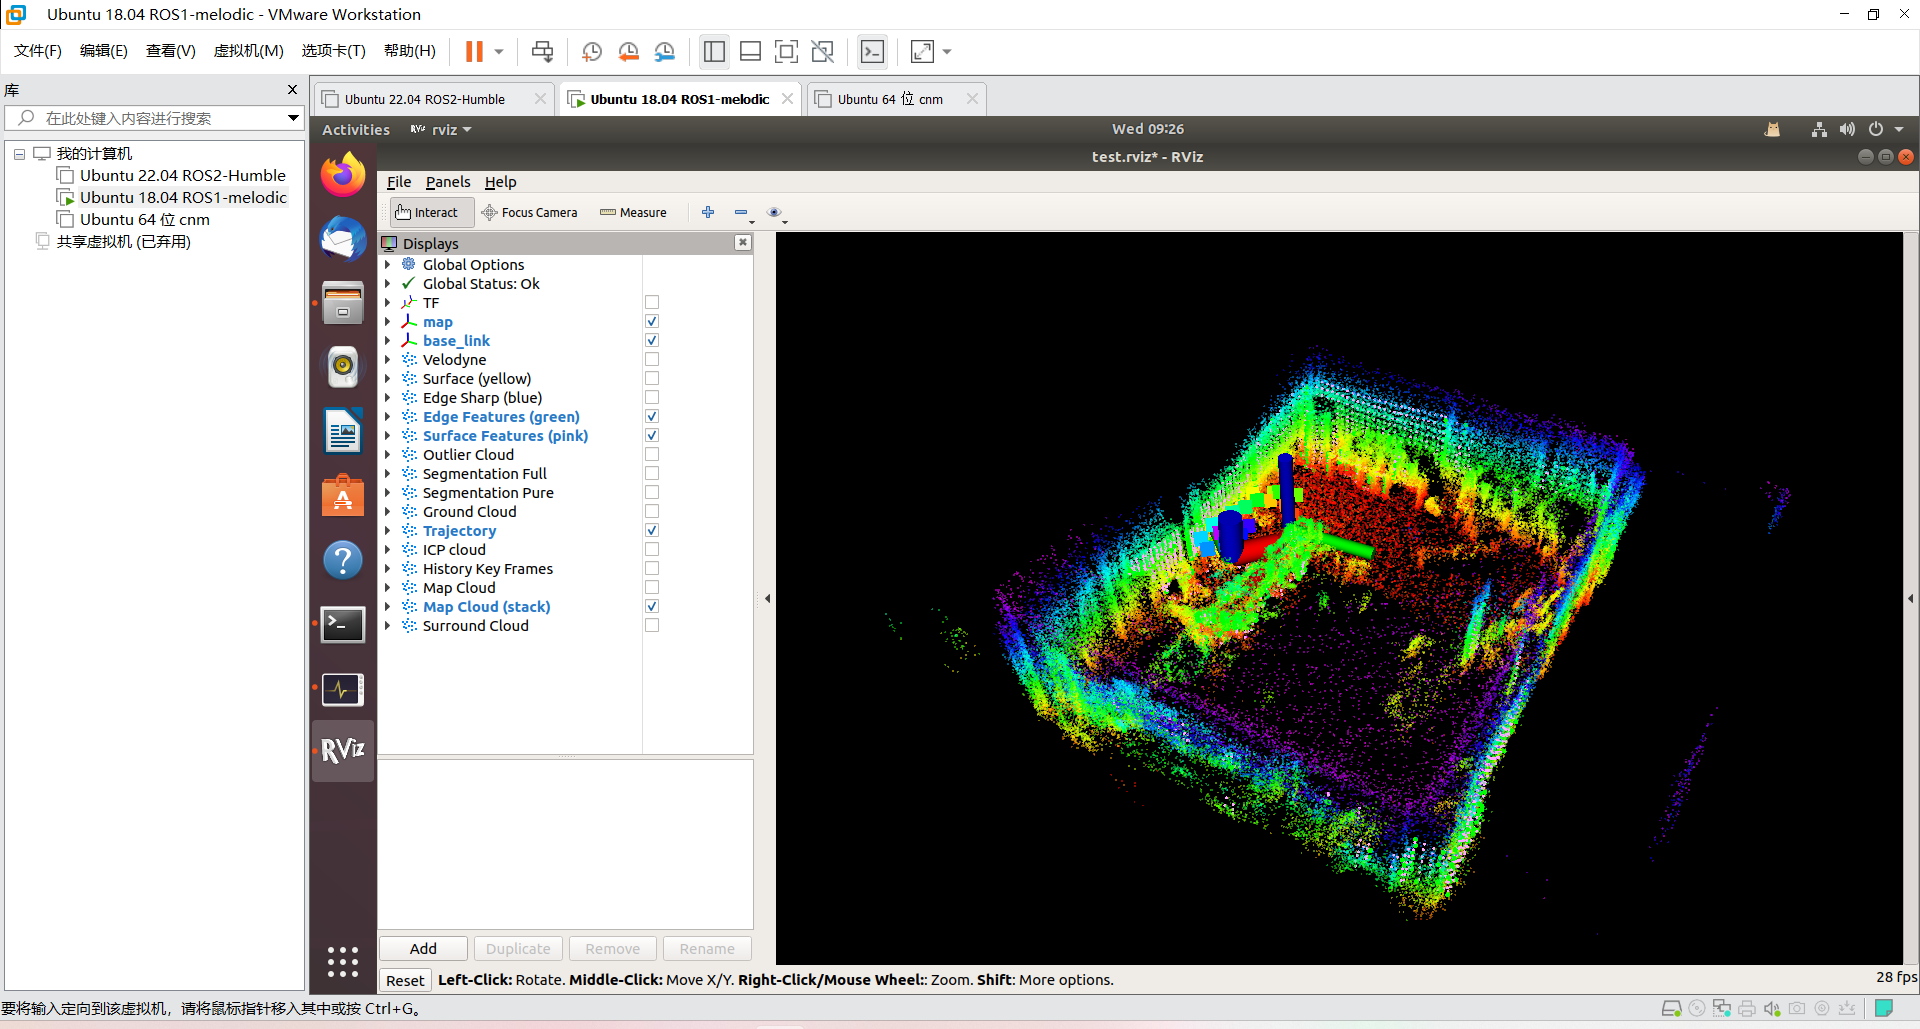 Ubuntu 18.04 ROS1-melodic - VMware Workstation
文件(F) 编辑(E) 查看(V) 虚拟机(M) 选项卡(T) 帮助(H)
库
在此处键入内容进行搜索
我的计算机
Ubuntu 22.04 ROS2-Humble
Ubuntu 18.04 ROS1-melodic
Ubuntu 64 位 cnm
共享虚拟机 (已弃用)
Ubuntu 22.04 ROS2-Humble Ubuntu 18.04 ROS1-melodic Ubuntu 64 位 cnm
Activities RViz rviz Wed 09:26
test.rviz* - RViz
File Panels Help
Interact Focus Camera Measure
Displays
Global Options
Global Status: Ok
TF
map
base_link
Velodyne
Surface (yellow)
Edge Sharp (blue)
Edge Features (green)
Surface Features (pink)
Outlier Cloud
Segmentation Full
Segmentation Pure
Ground Cloud
Trajectory
ICP cloud
History Key Frames
Map Cloud
Map Cloud (stack)
Surround Cloud
RViz
Add Duplicate Remove Rename
Reset Left-Click: Rotate. Middle-Click: Move X/Y. Right-Click/Mouse Wheel:: Zoom. Shift: More options. 28 fps
要将输入定向到该虚拟机，请将鼠标指针移入其中或按 Ctrl+G。